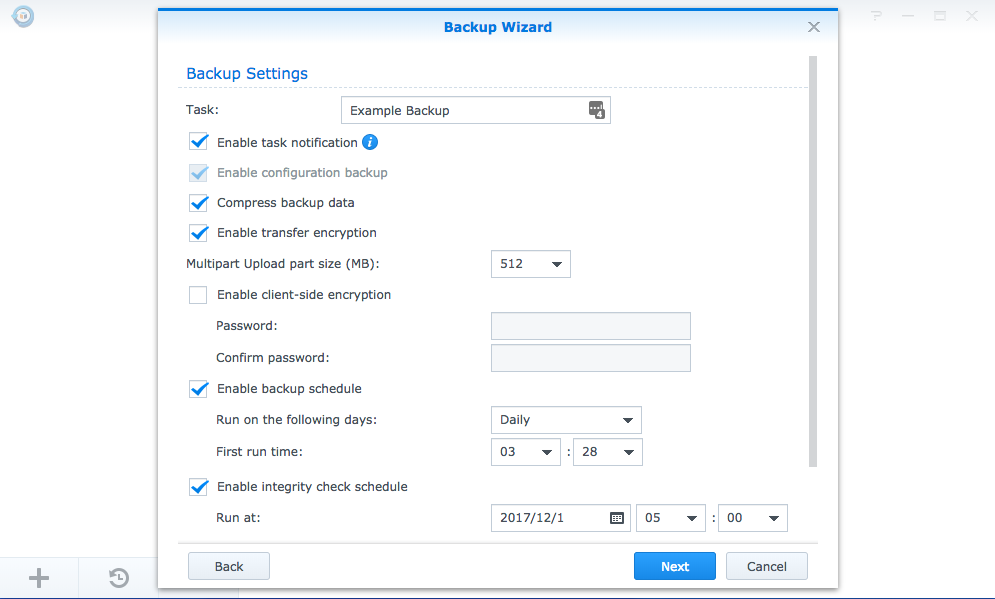 Backup Wizard
Backup Settings
Task: Example Backup 4
Enable task notification i
Enable configuration backup
Compress backup data
Enable transfer encryption
Multipart Upload part size (MB): 512
Enable client-side encryption
Password:
Confirm password:
Enable backup schedule
Run on the following days: Daily
First run time: 03 : 28
Enable integrity check schedule
Run at: 2017/12/1 05 : 00
Back Next Cancel